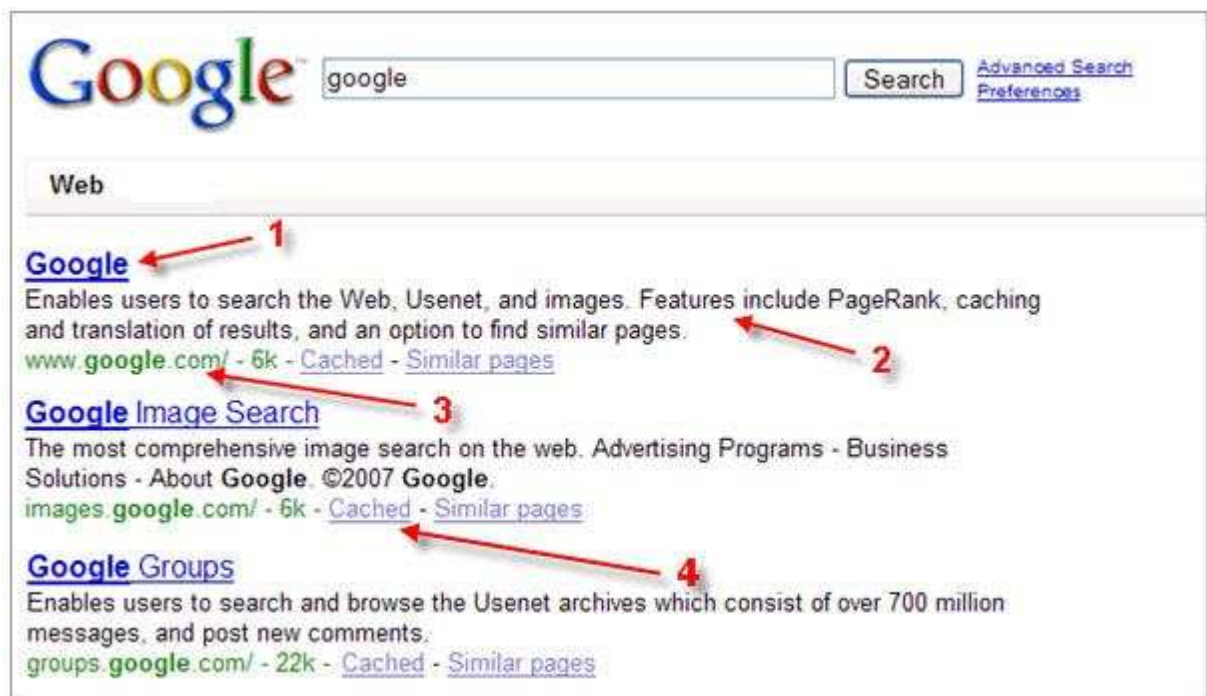 Google™
google
Search
Advanced Search
Preferences
Web
1
Google
Enables users to search the Web, Usenet, and images. Features include PageRank, caching
and translation of results, and an option to find similar pages.
2
www.google.com/ - 6k - Cached - Similar pages
3
Google Image Search
The most comprehensive image search on the web. Advertising Programs - Business
Solutions - About Google. ©2007 Google.
images.google.com/ - 6k - Cached - Similar pages
4
Google Groups
Enables users to search and browse the Usenet archives which consist of over 700 million
messages, and post new comments.
groups.google.com/ - 22k - Cached - Similar pages